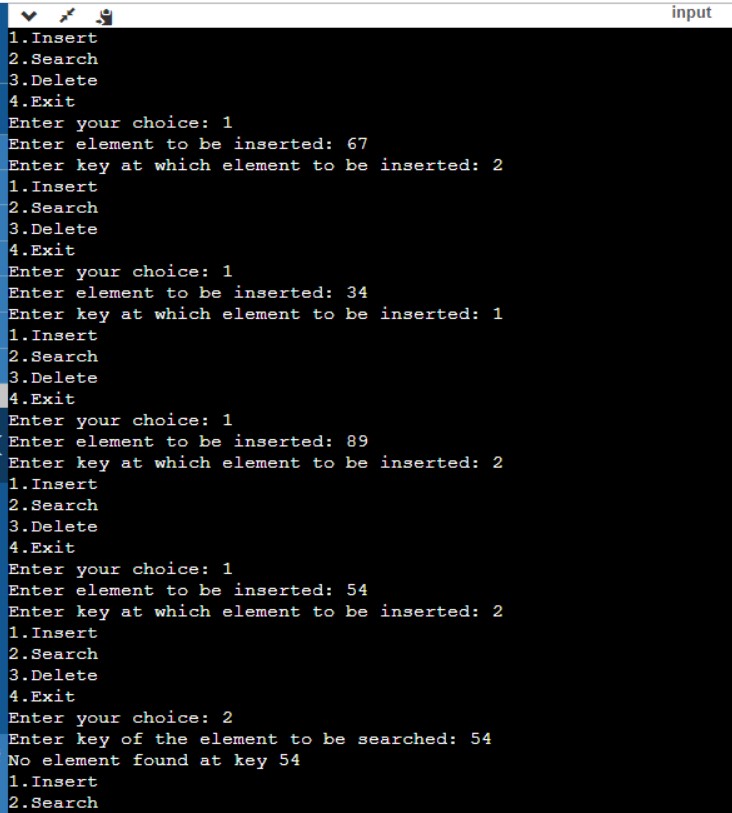 input
1.Insert
2.Search
3.Delete
4.Exit
Enter your choice: 1
Enter element to be inserted: 67
Enter key at which element to be inserted: 2
1.Insert
2.Search
3.Delete
4.Exit
Enter your choice: 1
Enter element to be inserted: 34
Enter key at which element to be inserted: 1
1.Insert
2.Search
3.Delete
4.Exit
Enter your choice: 1
Enter element to be inserted: 89
Enter key at which element to be inserted: 2
1.Insert
2.Search
3.Delete
4.Exit
Enter your choice: 1
Enter element to be inserted: 54
Enter key at which element to be inserted: 2
1.Insert
2.Search
3.Delete
4.Exit
Enter your choice: 2
Enter key of the element to be searched: 54
No element found at key 54
1.Insert
2.Search